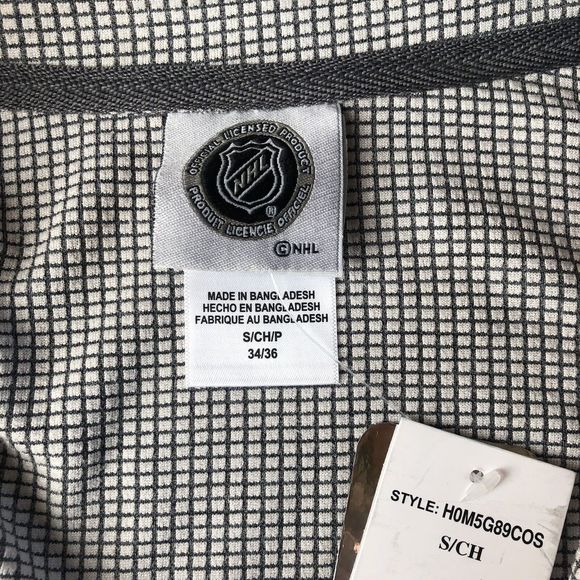 OFFICIAL LICENSED PRODUCT
NHL
®
PRODUIT LICENCIÉ OFFICIEL
©NHL
MADE IN BANGLADESH
HECHO EN BANGLADESH
FABRIQUE AU BANGLADESH
S/CH/P
34/36
STYLE: H0M5G89COS
S/CH